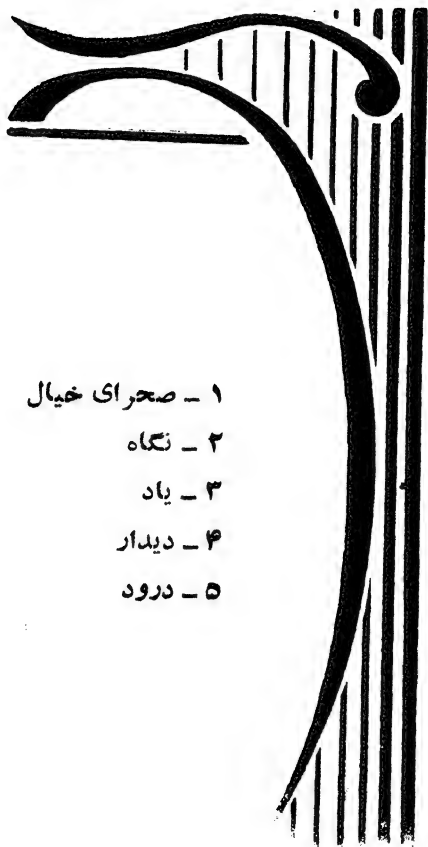 ۱ ـ صحرای خیال
۲ ـ نگاه
۳ ـ یاد
۴ ـ دیدار
۵ ـ درود